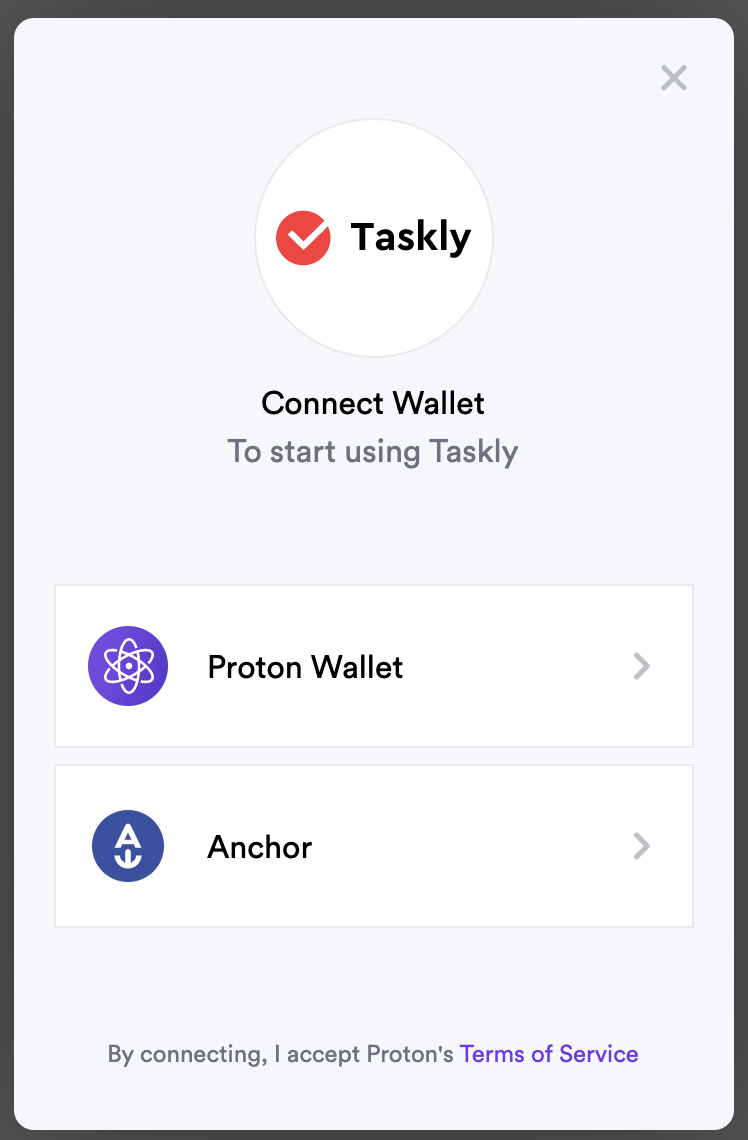 Taskly
Connect Wallet
To start using Taskly
Proton Wallet
Anchor
By connecting, I accept Proton's Terms of Service